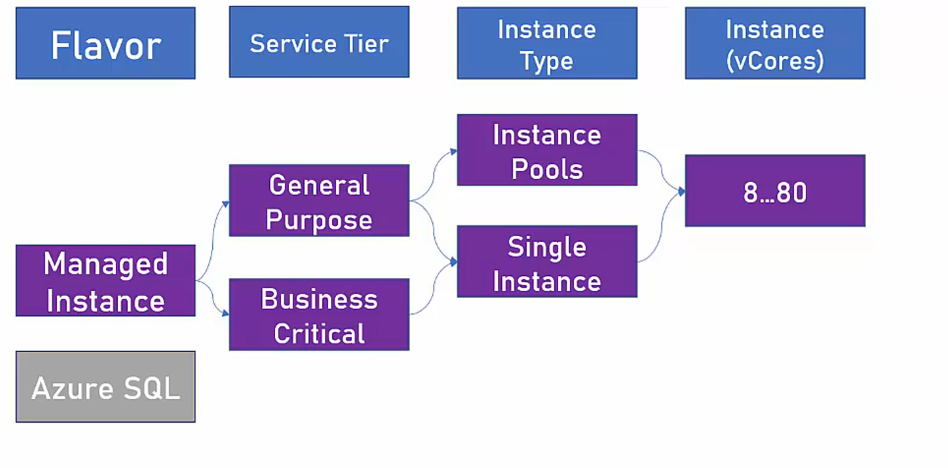 Flavor
Service Tier
Instance
Type
Instance
(vCores)
Instance
Pools
General
Purpose
8...80
Single
Instance
Managed
Instance
Business
Critical
Azure SQL